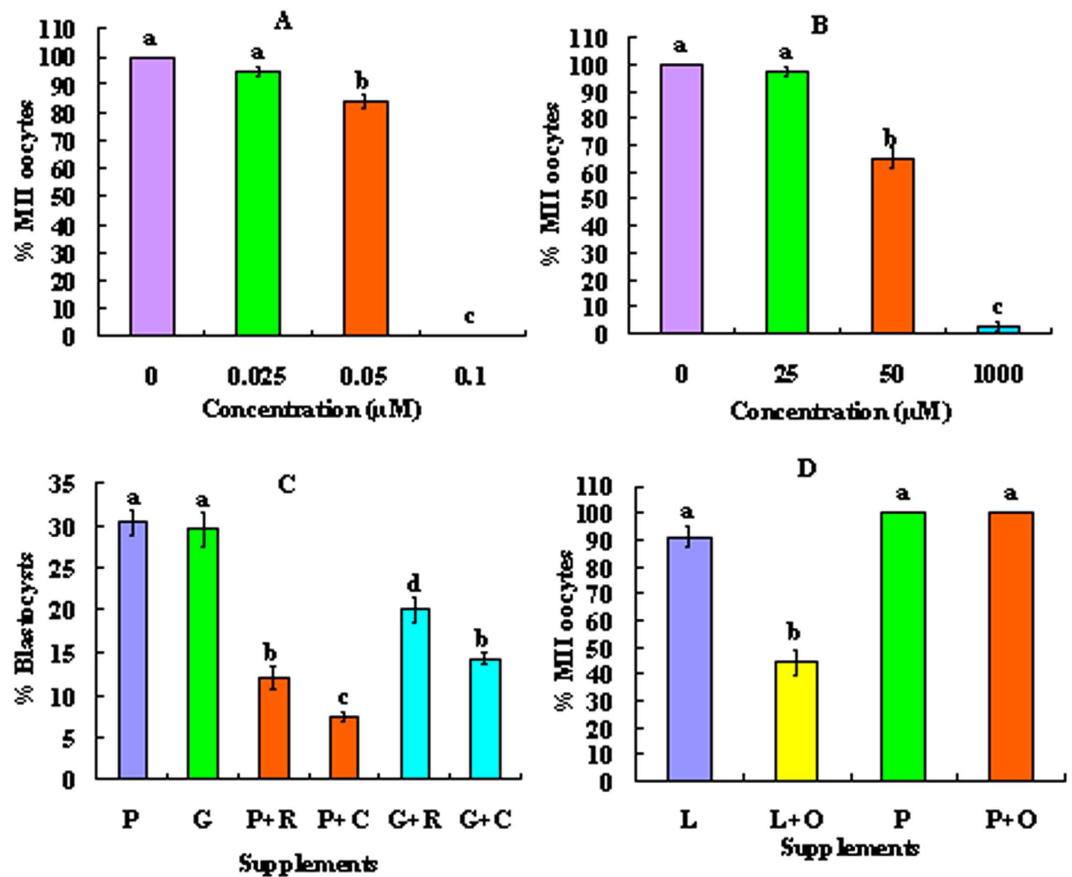 A
110
100
90
80
70
60
50
40
30
20
10
0
% MII oocytes
a a b c
0 0.025 0.05 0.1
Concentration (μM)
B
110
100
90
80
70
60
50
40
30
20
10
0
% MII oocytes
a a b c
0 25 50 1000
Concentration (μM)
C
35
30
25
20
15
10
5
0
% Blastocysts
a a b c d b
P G P+R P+C G+R G+C
Supplements
D
110
100
90
80
70
60
50
40
30
20
10
0
% MII oocytes
a b a a
L L+O P P+O
Supplements